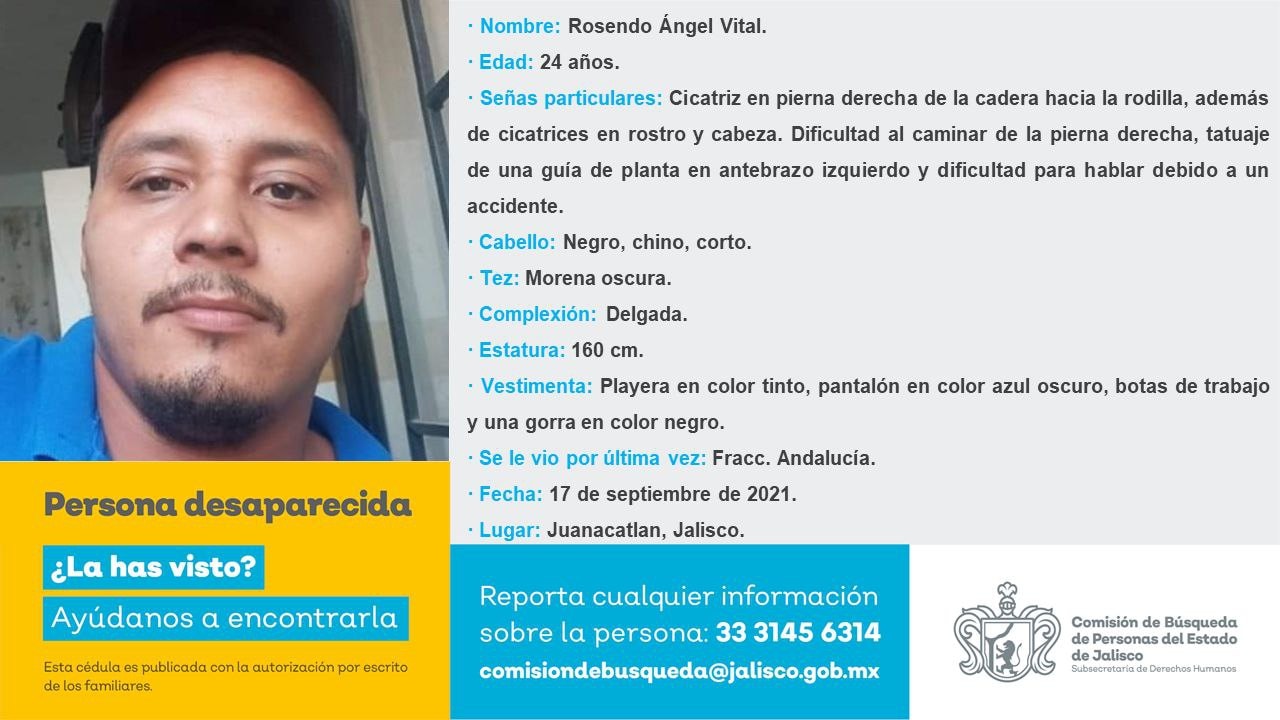 · Nombre: Rosendo Ángel Vital.
· Edad: 24 años.
· Señas particulares: Cicatriz en pierna derecha de la cadera hacia la rodilla, además
de cicatrices en rostro y cabeza. Dificultad al caminar de la pierna derecha, tatuaje
de una guía de planta en antebrazo izquierdo y dificultad para hablar debido a un
accidente.
· Cabello: Negro, chino, corto.
· Tez: Morena oscura.
· Complexión: Delgada.
· Estatura: 160 cm.
· Vestimenta: Playera en color tinto, pantalón en color azul oscuro, botas de trabajo
y una gorra en color negro.
· Se le vio por última vez: Fracc. Andalucía.
· Fecha: 17 de septiembre de 2021.
· Lugar: Juanacatlan, Jalisco.
Persona desaparecida
¿La has visto?
Ayúdanos a encontrarla
Esta cédula es publicada con la autorización por escrito
de los familiares.
Reporta cualquier información
sobre la persona: 33 3145 6314
comisiondebusqueda@jalisco.gob.mx
Comisión de Búsqueda
de Personas del Estado
de Jalisco
Subsecretaría de Derechos Humanos